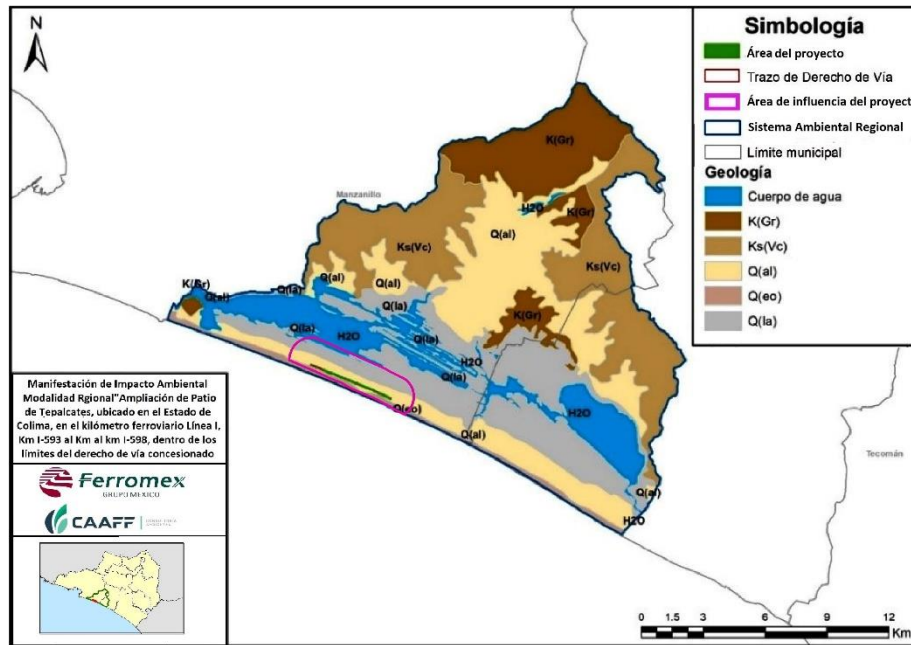 N
Simbología
Área del proyecto
Trazo de Derecho de Vía
Área de influencia del proyecto
Sistema Ambiental Regional
Límite municipal
Geología
Cuerpo de agua
K(Gr)
Ks(Vc)
Q(al)
Q(eo)
Q(la)
K(Gr)
Manzanillo
H2O
K(Gr)
Q(al)
Ks(Vc)
Ks(Vc)
Q(al)
Q(al)
K(Gr)
Q(al)
Q(la)
Q(la)
K(Gr)
Q(la)
H2O
Q(la)
H2O
Q(la)
H2O
Q(eo)
Q(al)
Tecomán
Q(al)
H2O
Manifestación de Impacto Ambiental
Modalidad Rgional"Ampliación de Patio
de Tepalcates, ubicado en el Estado de
Colima, en el kilómetro ferroviario Línea I,
Km I-593 al Km al km I-598, dentro de los
límites del derecho de vía concesionado
Ferromex
GRUPO MEXICO
CAAFF
0 1.5 3 6 9 12
Km